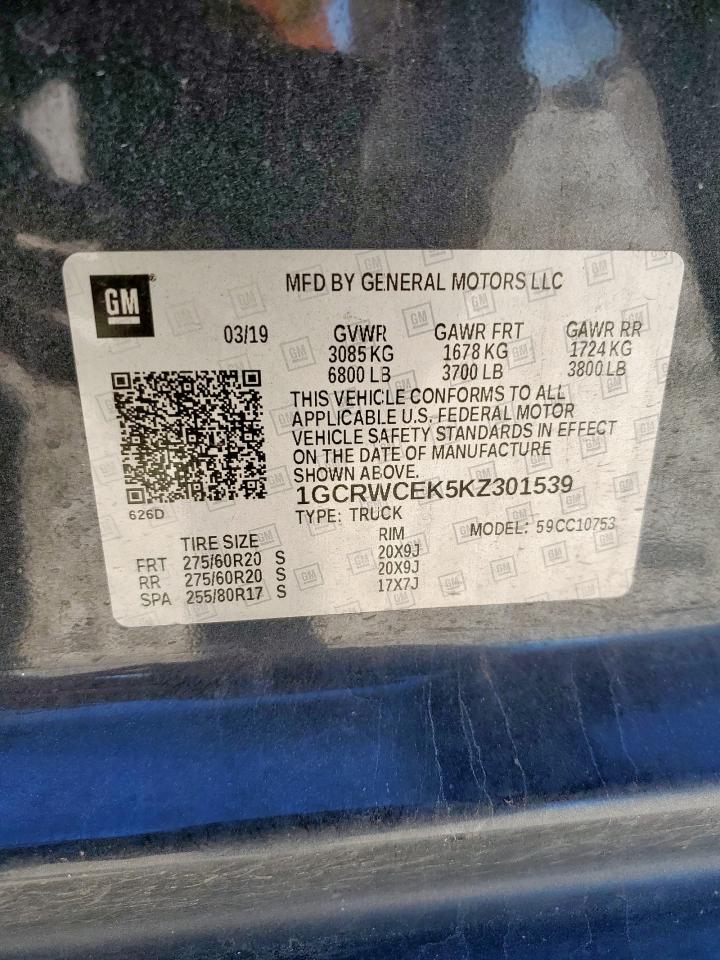 GM
MFD BY GENERAL MOTORS LLC
03/19 GVWR GAWR FRT GAWR RR
3085 KG 1678 KG 1724 KG
6800 LB 3700 LB 3800 LB
THIS VEHICLE CONFORMS TO ALL
APPLICABLE U.S. FEDERAL MOTOR
VEHICLE SAFETY STANDARDS IN EFFECT
ON THE DATE OF MANUFACTURE
SHOWN ABOVE.
1GCRWCEK5KZ301539
626D
TYPE: TRUCK MODEL: 59CC10753
TIRE SIZE RIM
FRT 275/60R20 S 20X9J
RR 275/60R20 S 20X9J
SPA 255/80R17 S 17X7J